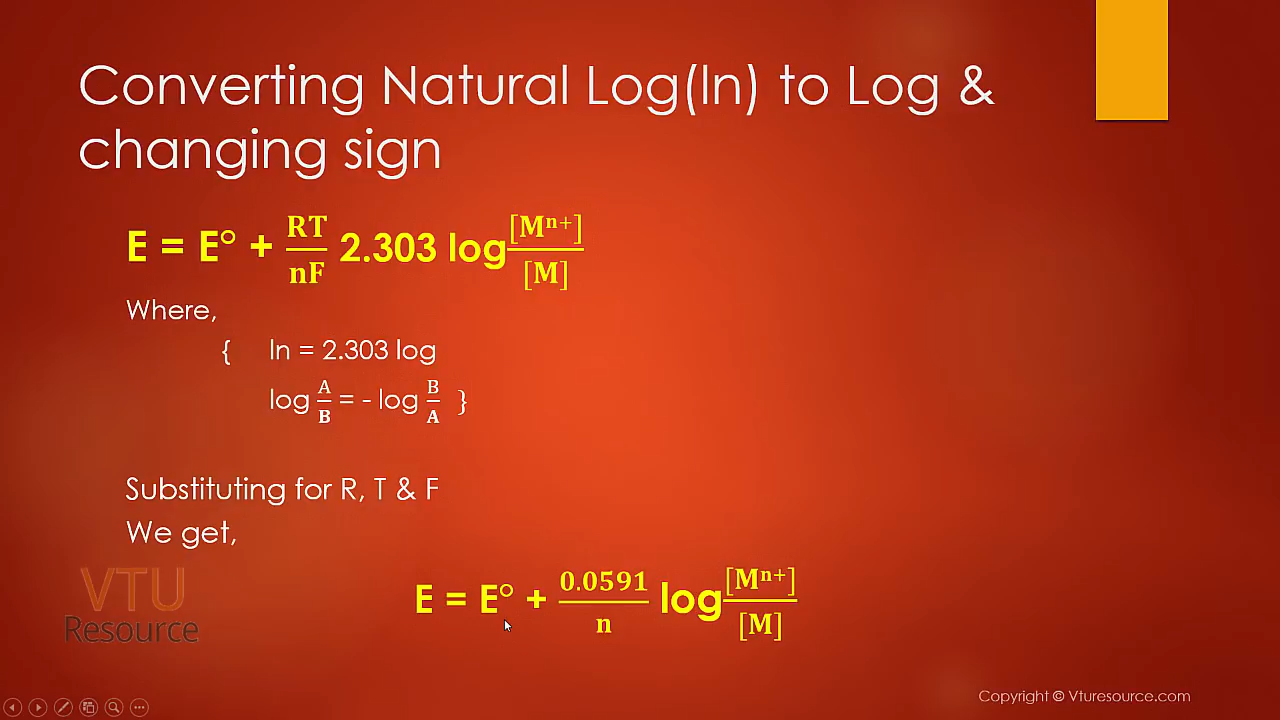 Converting Natural Log(ln) to Log &
changing sign
E = E° + RT/nF 2.303 log [Mⁿ⁺]/[M]
Where,
{ ln = 2.303 log
log A/B = - log B/A }
Substituting for R, T & F
We get,
E = E° + 0.0591/n log [Mⁿ⁺]/[M]
VTU
Resource
Copyright © Vturesource.com